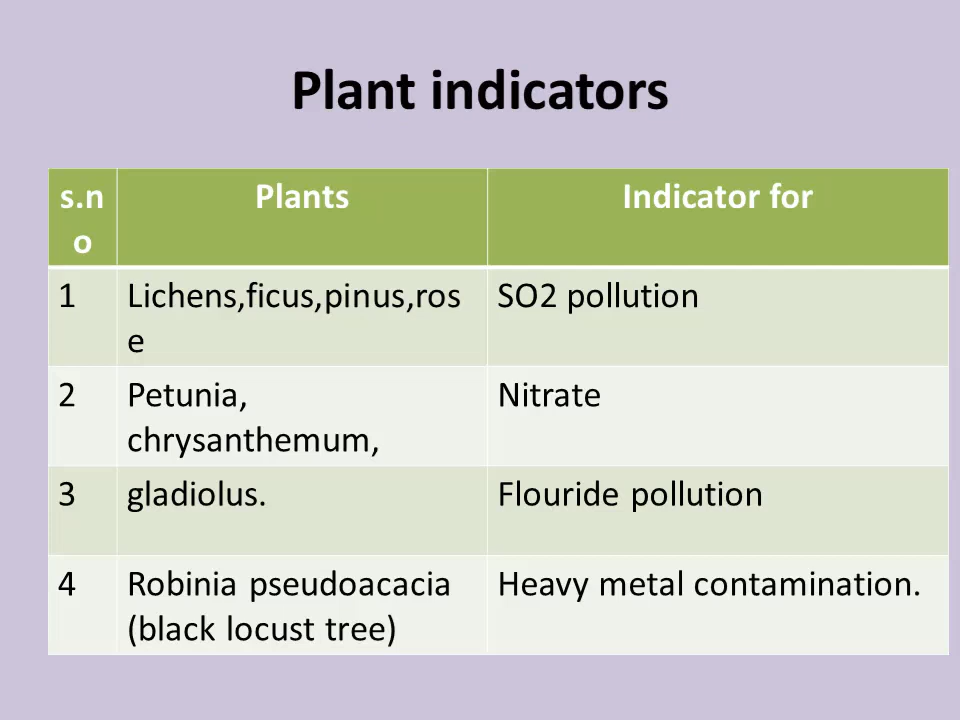 Plant indicators
s.n
o
Plants
Indicator for
1
Lichens,ficus,pinus,ros
e
SO2 pollution
2
Petunia,
chrysanthemum,
Nitrate
3
gladiolus.
Flouride pollution
4
Robinia pseudoacacia
(black locust tree)
Heavy metal contamination.